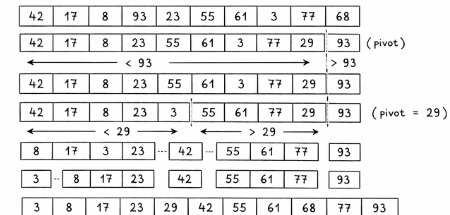 42 17 8 93 23 55 61 3 77 68
42 17 8 23 55 61 3 77 29 93 (pivot)
< 93 > 93
42 17 8 23 55 61 3 77 29 93
42 17 8 23 3 55 61 77 29 93 (pivot = 29)
< 29 > 29
8 17 3 23 --- 42 --- 55 61 77 93
3 -- 8 17 23 42 55 61 77 93
3 8 17 23 29 42 55 61 68 77 93